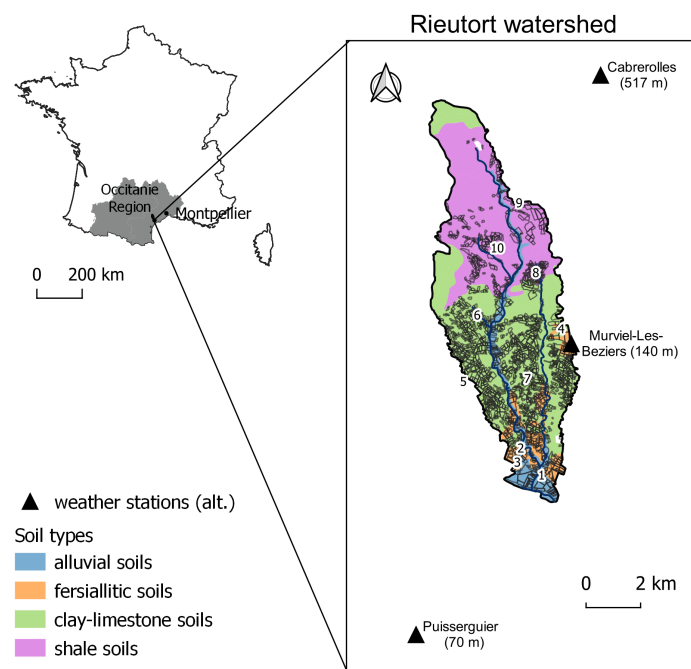 Rieutort watershed
Cabrerolles
(517 m)
Occitanie
Region
Montpellier
0 200 km
9
10
8
6
4
Murviel-Les-
Beziers (140 m)
5
7
2
3
1
weather stations (alt.)
Soil types
alluvial soils
fersiallitic soils
clay-limestone soils
shale soils
0 2 km
Puisserguier
(70 m)